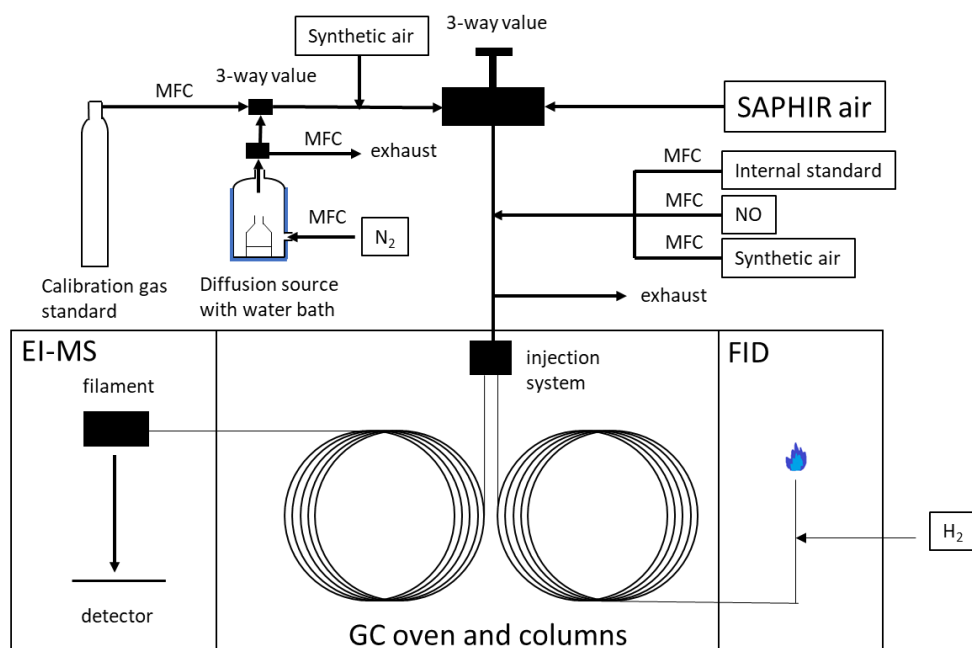 3-way value
Synthetic air
3-way value
MFC
SAPHIR air
MFC
exhaust
MFC
Internal standard
MFC
NO
MFC
N2
MFC
Synthetic air
Calibration gas
standard
Diffusion source
with water bath
exhaust
EI-MS
injection
system
FID
filament
H2
detector
GC oven and columns